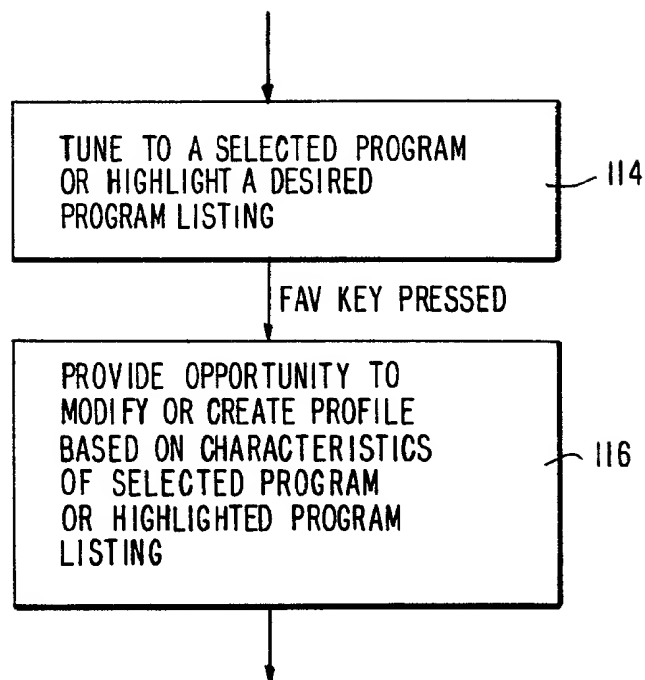 TUNE TO A SELECTED PROGRAM
OR HIGHLIGHT A DESIRED
PROGRAM LISTING
114
FAV KEY PRESSED
PROVIDE OPPORTUNITY TO
MODIFY OR CREATE PROFILE
BASED ON CHARACTERISTICS
OF SELECTED PROGRAM
OR HIGHLIGHTED PROGRAM
LISTING
116